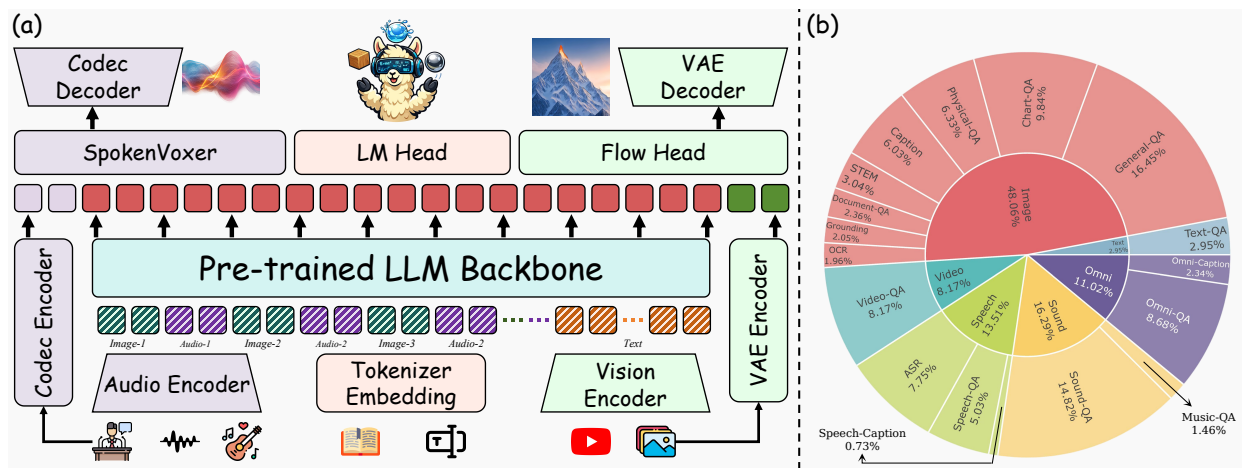 (a)
Codec
Decoder
VAE
Decoder
SpokenVoxer
LM Head
Flow Head
Codec Encoder
Pre-trained LLM Backbone
VAE Encoder
Image-1
Audio-1
Image-2
Audio-2
Image-3
Audio-2
Text
Audio Encoder
Tokenizer
Embedding
Vision
Encoder
T
(b)
General-QA
16.45%
Chart-QA
9.84%
Physical-QA
6.33%
Caption
6.03%
STEM
3.04%
Document-QA
2.36%
Grounding
2.05%
OCR
1.96%
Image
48.06%
Text
2.95%
Text-QA
2.95%
Omni-Caption
2.34%
Omni
11.02%
Omni-QA
8.68%
Video
8.17%
Video-QA
8.17%
Speech
13.51%
Sound
16.29%
ASR
7.75%
Speech-QA
5.03%
Sound-QA
14.82%
Music-QA
1.46%
Speech-Caption
0.73%